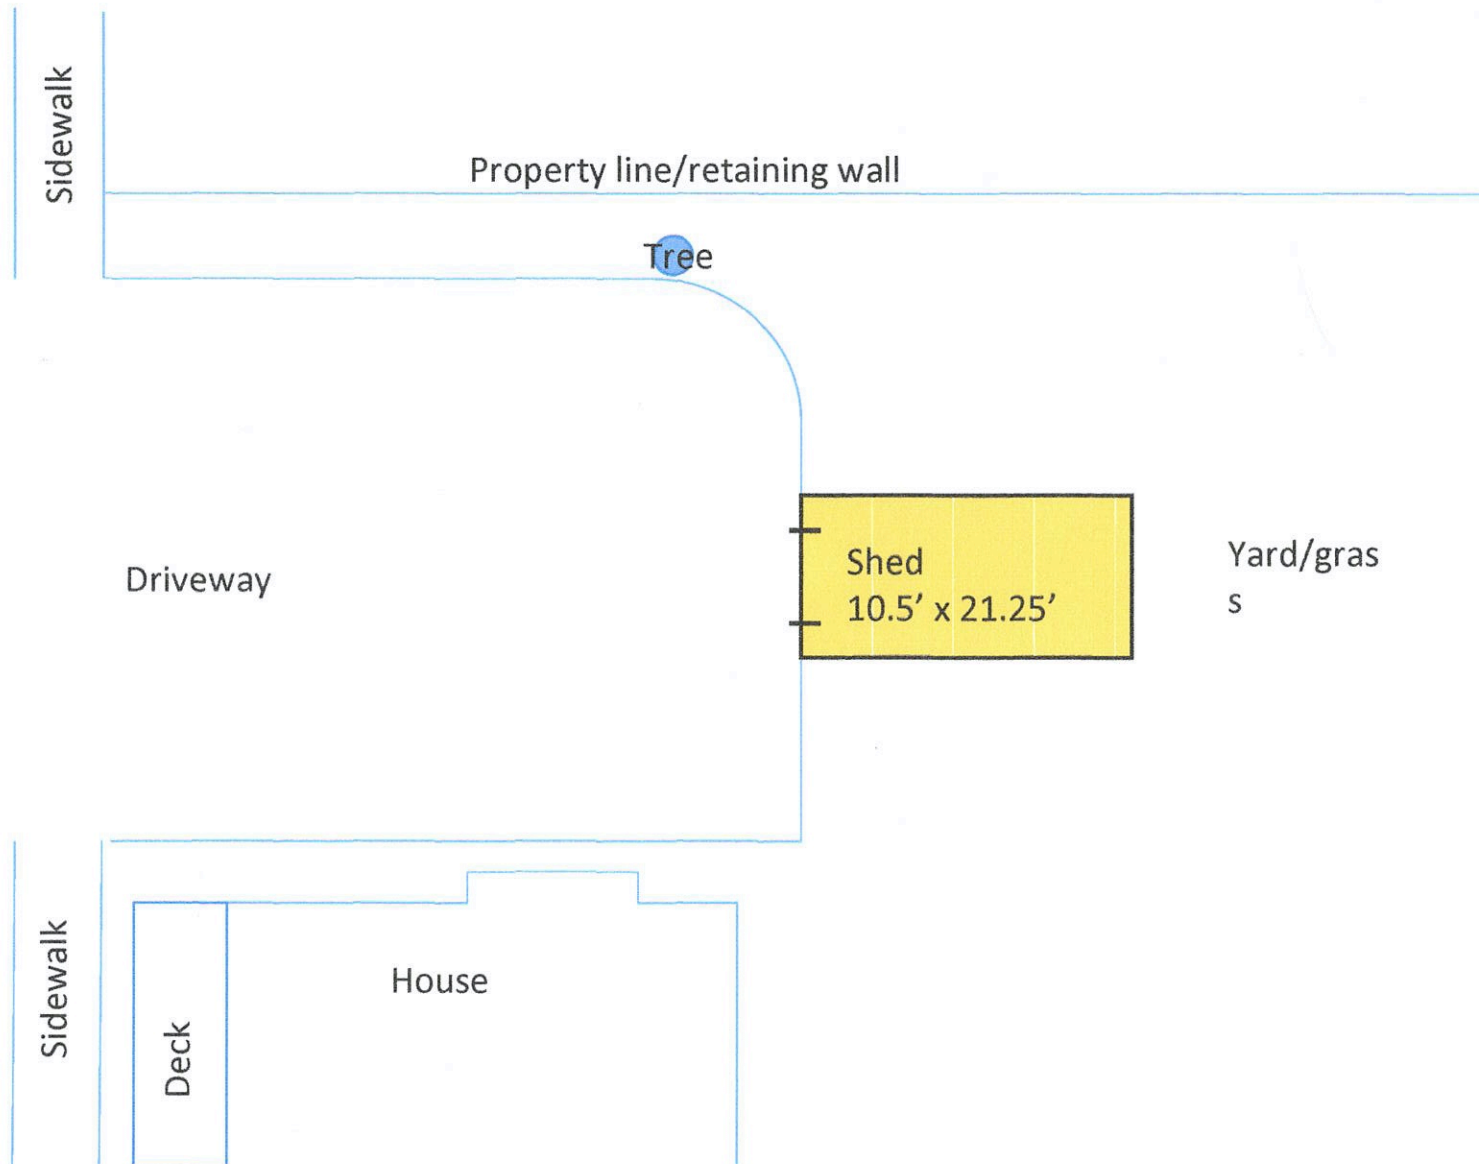 Sidewalk
Property line/retaining wall
Tree
Driveway
Shed
10.5’ x 21.25’
Yard/gras
s
Sidewalk
Deck
House